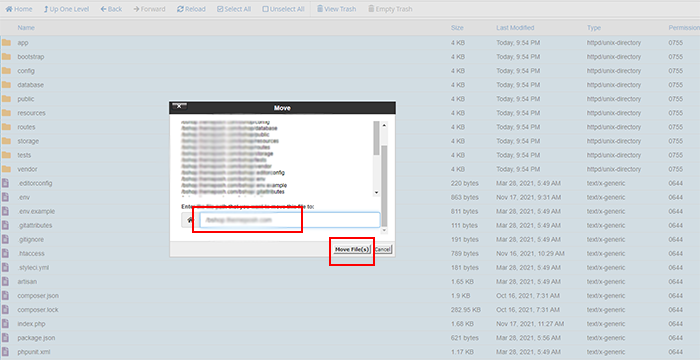 Home Up One Level Back Forward Reload Select All Unselect All View Trash Empty Trash
Name Size Last Modified Type Permission
app 4 KB Today, 9:54 PM httpd/unix-directory 0755
bootstrap 4 KB Today, 9:54 PM httpd/unix-directory 0755
config 4 KB Today, 9:54 PM httpd/unix-directory 0755
database 4 KB Today, 9:54 PM httpd/unix-directory 0755
public 4 KB Today, 9:54 PM httpd/unix-directory 0755
resources 4 KB Today, 9:54 PM httpd/unix-directory 0755
routes 4 KB Today, 9:54 PM httpd/unix-directory 0755
storage 4 KB Today, 9:54 PM httpd/unix-directory 0755
tests 4 KB Today, 9:54 PM httpd/unix-directory 0755
vendor 4 KB Today, 9:54 PM httpd/unix-directory 0755
.editorconfig 220 bytes Mar 28, 2021, 5:49 AM text/x-generic 0644
.env 863 bytes Nov 17, 2021, 9:31 AM text/x-generic 0644
.env.example 811 bytes Mar 28, 2021, 5:49 AM text/x-generic 0644
.gitattributes 111 bytes Mar 28, 2021, 5:49 AM text/x-generic 0644
.gitignore 191 bytes Mar 28, 2021, 5:49 AM text/x-generic 0644
.htaccess 789 bytes Nov 16, 2021, 10:29 AM text/x-generic 0644
.styleci.yml 181 bytes Mar 28, 2021, 5:49 AM text/x-generic 0644
artisan 1.65 KB Mar 28, 2021, 5:49 AM text/x-generic 0644
composer.json 1.9 KB Oct 16, 2021, 7:31 AM text/x-generic 0644
composer.lock 282.95 KB Oct 16, 2021, 7:31 AM text/x-generic 0644
index.php 1.68 KB Nov 17, 2021, 11:27 AM text/x-generic 0644
package.json 621 bytes Mar 28, 2021, 5:49 AM text/x-generic 0644
phpunit.xml 1.17 KB Mar 28, 2021, 5:49 AM text/x-generic 0644
Move
/config
/database
/public
/resources
/routes
/storage
/tests
/vendor
.editorconfig
.env
.env.example
.gitattributes
Enter the file path that you want to move this file to:
Move File(s) Cancel